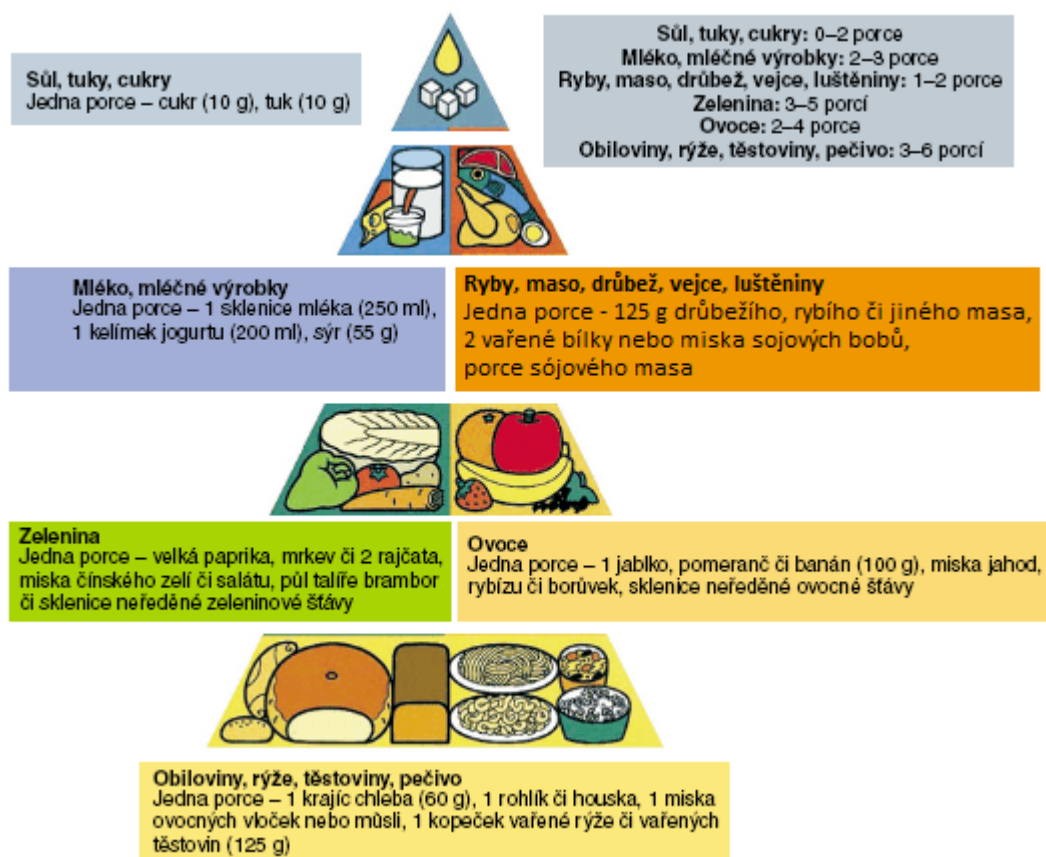 Sůl, tuky, cukry
Jedna porce – cukr (10 g), tuk (10 g)
Sůl, tuky, cukry: 0–2 porce
Mléko, mléčné výrobky: 2–3 porce
Ryby, maso, drůbež, vejce, luštěniny: 1–2 porce
Zelenina: 3–5 porcí
Ovoce: 2–4 porce
Obiloviny, rýže, těstoviny, pečivo: 3–6 porcí
Mléko, mléčné výrobky
Jedna porce – 1 sklenice mléka (250 ml),
1 kelímek jogurtu (200 ml), sýr (55 g)
Ryby, maso, drůbež, vejce, luštěniny
Jedna porce - 125 g drůbežího, rybího či jiného masa,
2 vařené bílky nebo miska sojových bobů,
porce sójového masa
Zelenina
Jedna porce – velká paprika, mrkev či 2 rajčata,
miska čínského zelí či salátu, půl talíře brambor
či sklenice neředěné zeleninové šťávy
Ovoce
Jedna porce – 1 jablko, pomeranč či banán (100 g), miska jahod,
rybízu či borůvek, sklenice neředěné ovocné šťávy
Obiloviny, rýže, těstoviny, pečivo
Jedna porce – 1 krajíc chleba (60 g), 1 rohlík či houska, 1 miska
ovocných vloček nebo műsli, 1 kopeček vařené rýže či vařených
těstovin (125 g)